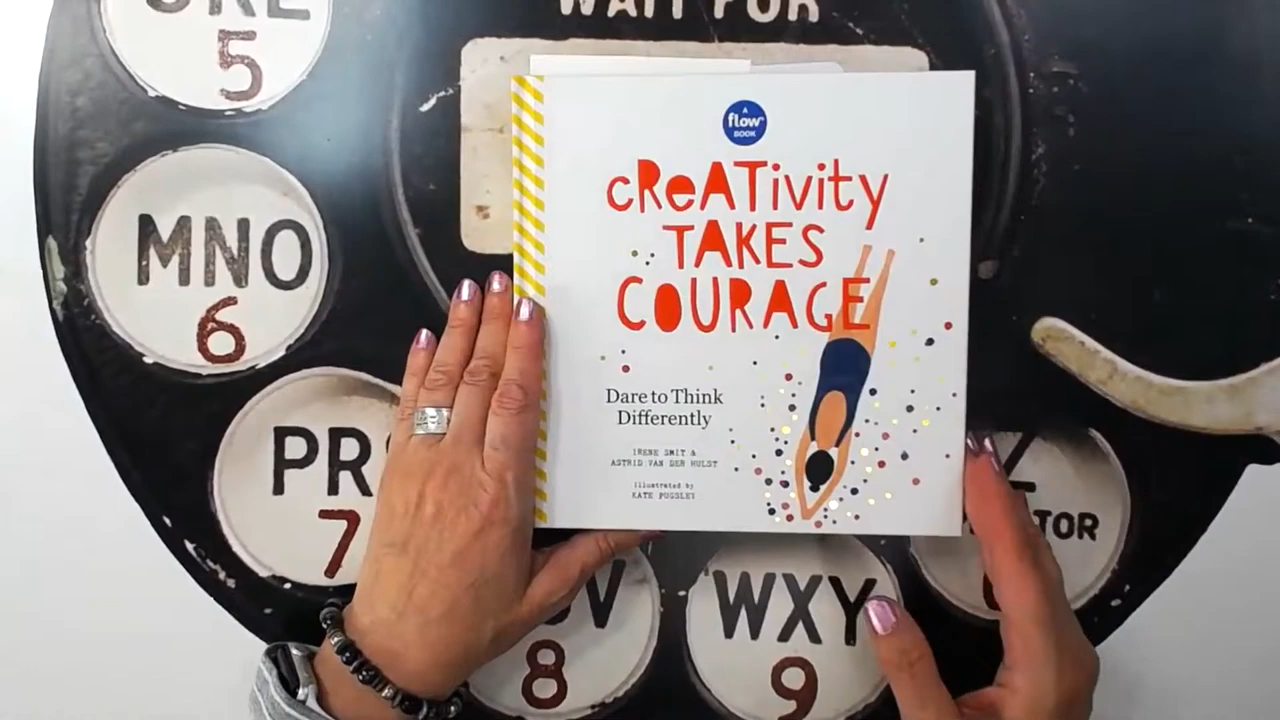 WAIT FOR
5
MNO
6
PR
7
8
WXY
9
TOR
A
flow
BOOK
CReATivity
TAKES
COURAGE
Dare to Think
Differently
IRENE SMIT &
ASTRID VAN DER HULST
Illustrated by
KATE PUGSLEY